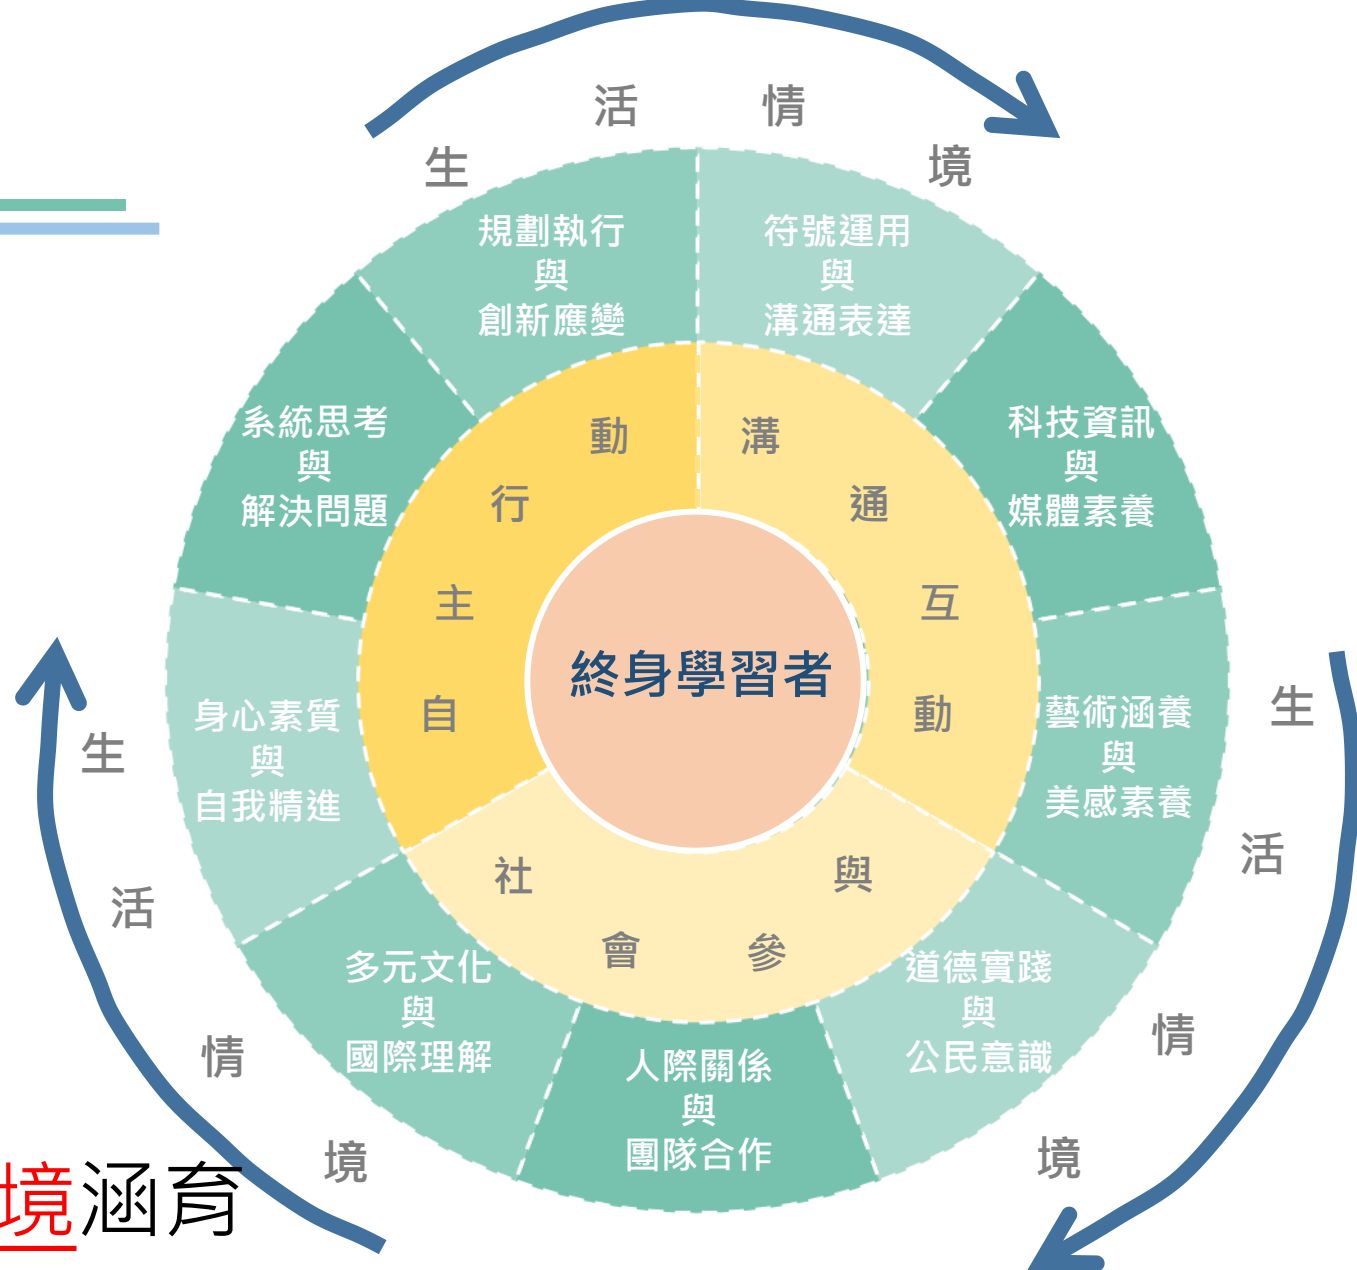 生活情境
規劃執行
與
創新應變
符號運用
與
溝通表達
科技資訊
與
媒體素養
藝術涵養
與
美感素養
道德實踐
與
公民意識
人際關係
與
團隊合作
多元文化
與
國際理解
身心素質
與
自我精進
系統思考
與
解決問題
自主行動
溝通互動
社會參與
終身學習者
生活情境
生活情境
境涵育